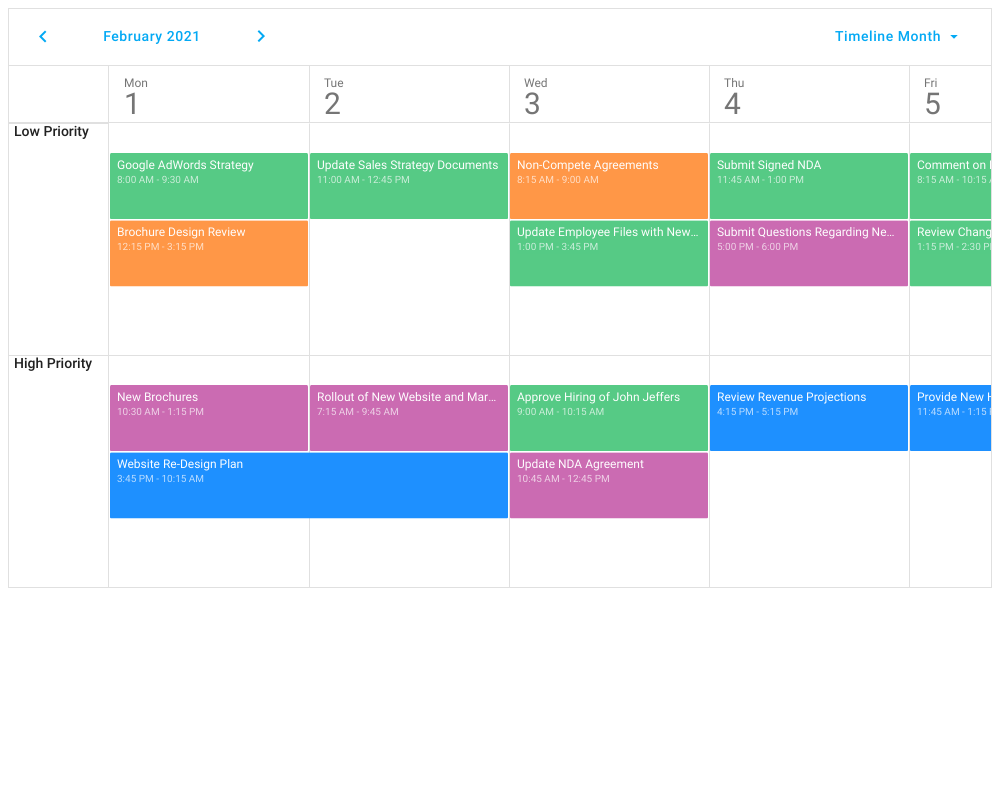 February 2021
Timeline Month
Mon
1
Tue
2
Wed
3
Thu
4
Fri
5
Low Priority
Google AdWords Strategy
8:00 AM - 9:30 AM
Update Sales Strategy Documents
11:00 AM - 12:45 PM
Non-Compete Agreements
8:15 AM - 9:00 AM
Submit Signed NDA
11:45 AM - 1:00 PM
Comment on
8:15 AM - 10:15
Brochure Design Review
12:15 PM - 3:15 PM
Update Employee Files with New...
1:00 PM - 3:45 PM
Submit Questions Regarding Ne...
5:00 PM - 6:00 PM
Review Chang
1:15 PM - 2:30 P
High Priority
New Brochures
10:30 AM - 1:15 PM
Rollout of New Website and Mar...
7:15 AM - 9:45 AM
Approve Hiring of John Jeffers
9:00 AM - 10:15 AM
Review Revenue Projections
4:15 PM - 5:15 PM
Provide New H
11:45 AM - 1:15
Website Re-Design Plan
3:45 PM - 10:15 AM
Update NDA Agreement
10:45 AM - 12:45 PM